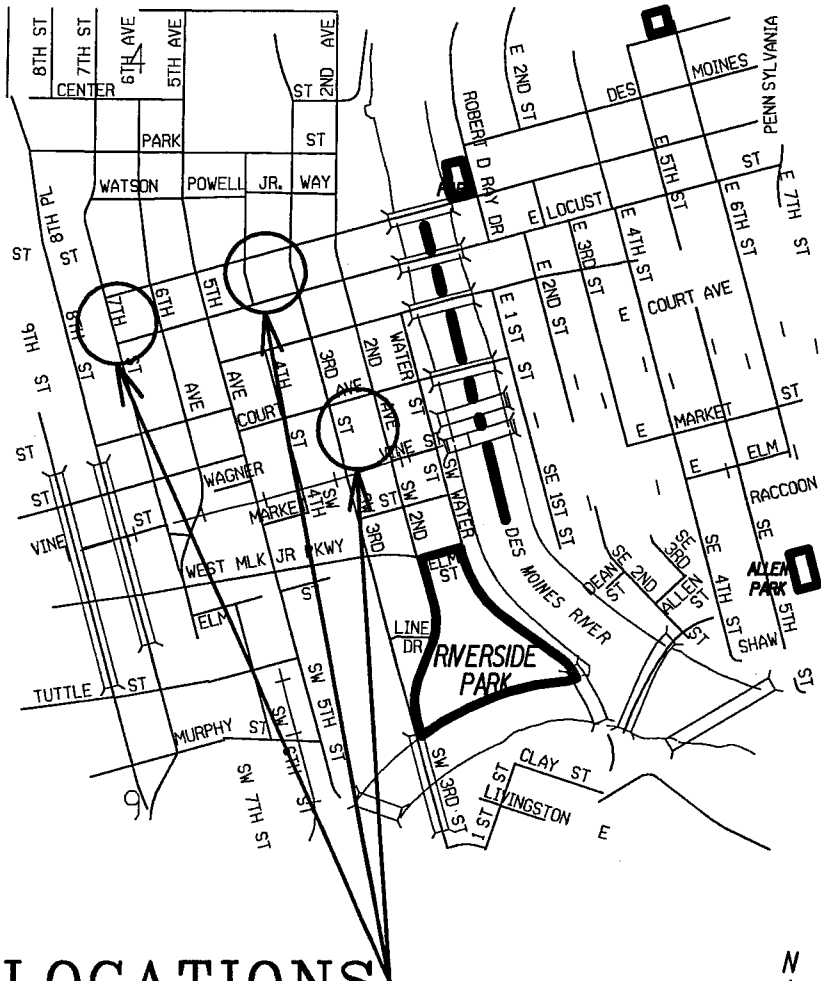 8TH ST
7TH ST
6TH AVE
5TH AVE
2ND AVE
CENTER ST
PARK ST
WATSON POWELL JR. WAY
ROBERT D RAY DR
E 2ND ST
DES MOINES
PENNSYLVANIA
E 5TH ST
ST
E 7TH ST
E 6TH ST
E LOCUST
E 4TH ST
E 3RD ST
E 2ND ST
E 1 ST ST
E COURT AVE
8TH PL
ST
ST
9TH ST
8TH ST
7TH ST
6TH AVE
5TH AVE
4TH ST
3RD ST
2ND AVE
WATER ST
AVE
COURT
VINE ST
E MARKET ST
E ELM
RACCOON
ST
ST
VINE ST
WAGNER
MARKET ST
SW 4TH
SW 3RD
SW 2ND
SW WATER
SE 1ST ST
WEST MLK JR PKWY
ELM ST
DES MOINES RIVER
DEAN ST
SE 2ND ST
SE 3RD
ALLEN ST
SE 4TH ST
SE 5TH ST
ALLEN
PARK
SHAW
ELM ST
LINE DR
RIVERSIDE
PARK
TUTTLE ST
MURPHY ST
SW 5TH ST
SW 6TH ST
SW 7TH ST
SW 3RD ST
1 ST
CLAY ST
LIVINGSTON
E
9
LOCATIONS
N